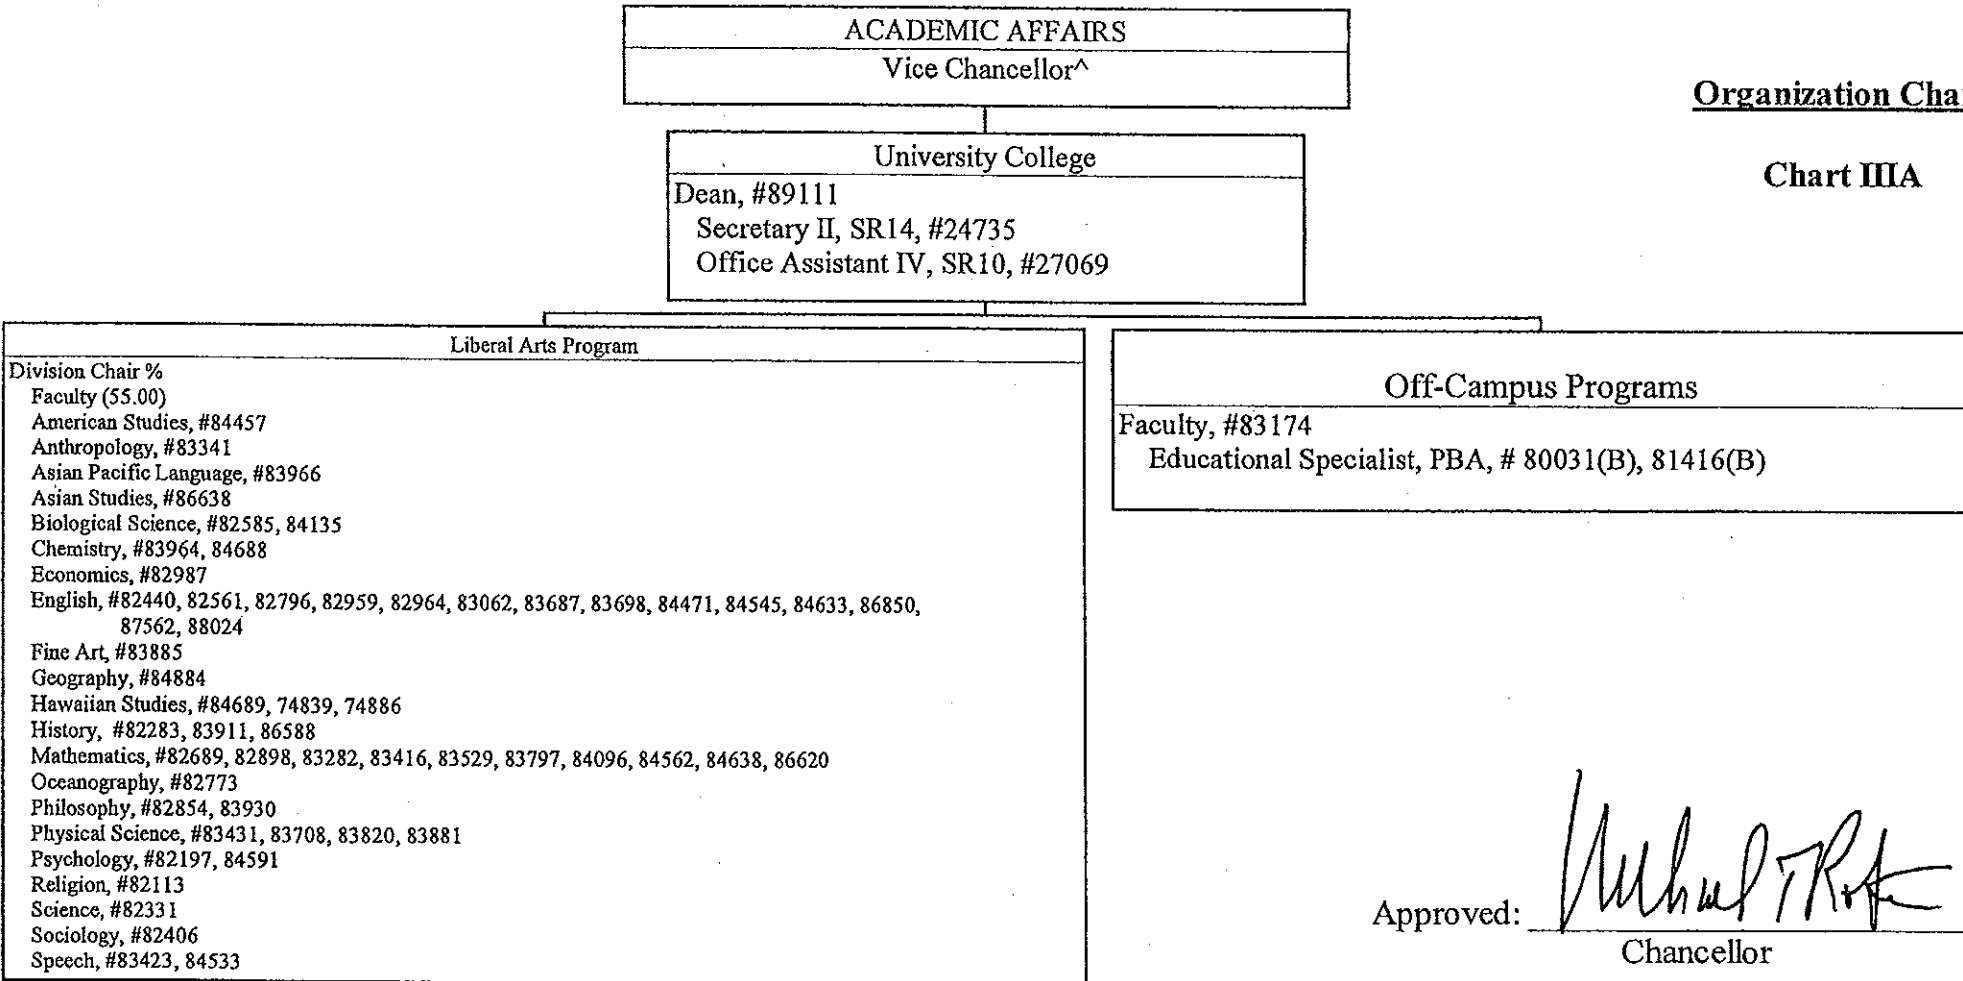 ACADEMIC AFFAIRS
Vice Chancellor^
Organization Cha
Chart IIIA
University College
Dean, #89111
Secretary II, SR14, #24735
Office Assistant IV, SR10, #27069
Liberal Arts Program
Division Chair %
Faculty (55.00)
American Studies, #84457
Anthropology, #83341
Asian Pacific Language, #83966
Asian Studies, #86638
Biological Science, #82585, 84135
Chemistry, #83964, 84688
Economics, #82987
English, #82440, 82561, 82796, 82959, 82964, 83062, 83687, 83698, 84471, 84545, 84633, 86850,
87562, 88024
Fine Art, #83885
Geography, #84884
Hawaiian Studies, #84689, 74839, 74886
History, #82283, 83911, 86588
Mathematics, #82689, 82898, 83282, 83416, 83529, 83797, 84096, 84562, 84638, 86620
Oceanography, #82773
Philosophy, #82854, 83930
Physical Science, #83431, 83708, 83820, 83881
Psychology, #82197, 84591
Religion, #82113
Science, #82331
Sociology, #82406
Speech, #83423, 84533
Off-Campus Programs
Faculty, #83174
Educational Specialist, PBA, # 80031(B), 81416(B)
Approved:
Chancellor